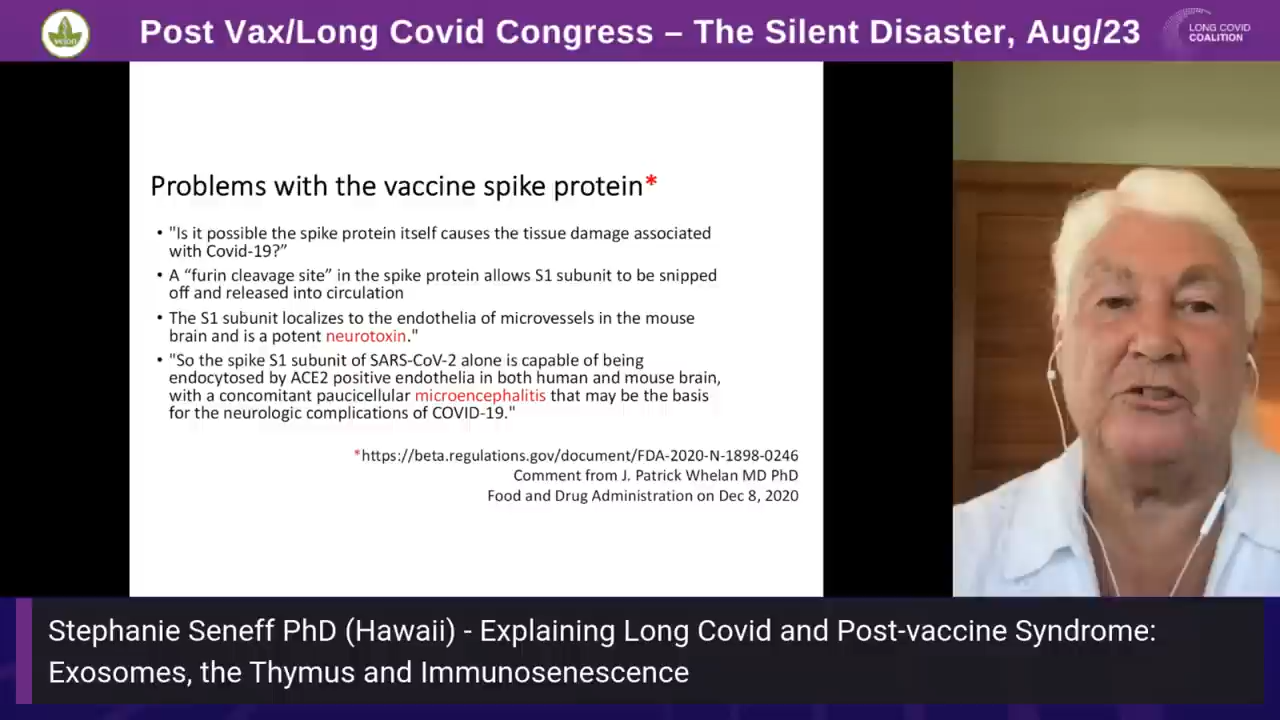 Post Vax/Long Covid Congress – The Silent Disaster, Aug/23
LONG COVID
COALITION
Problems with the vaccine spike protein*
• "Is it possible the spike protein itself causes the tissue damage associated
with Covid-19?”
• A “furin cleavage site” in the spike protein allows S1 subunit to be snipped
off and released into circulation
• The S1 subunit localizes to the endothelia of microvessels in the mouse
brain and is a potent neurotoxin."
• "So the spike S1 subunit of SARS-CoV-2 alone is capable of being
endocytosed by ACE2 positive endothelia in both human and mouse brain,
with a concomitant paucicellular microencephalitis that may be the basis
for the neurologic complications of COVID-19."
*https://beta.regulations.gov/document/FDA-2020-N-1898-0246
Comment from J. Patrick Whelan MD PhD
Food and Drug Administration on Dec 8, 2020
Stephanie Seneff PhD (Hawaii) - Explaining Long Covid and Post-vaccine Syndrome:
Exosomes, the Thymus and Immunosenescence